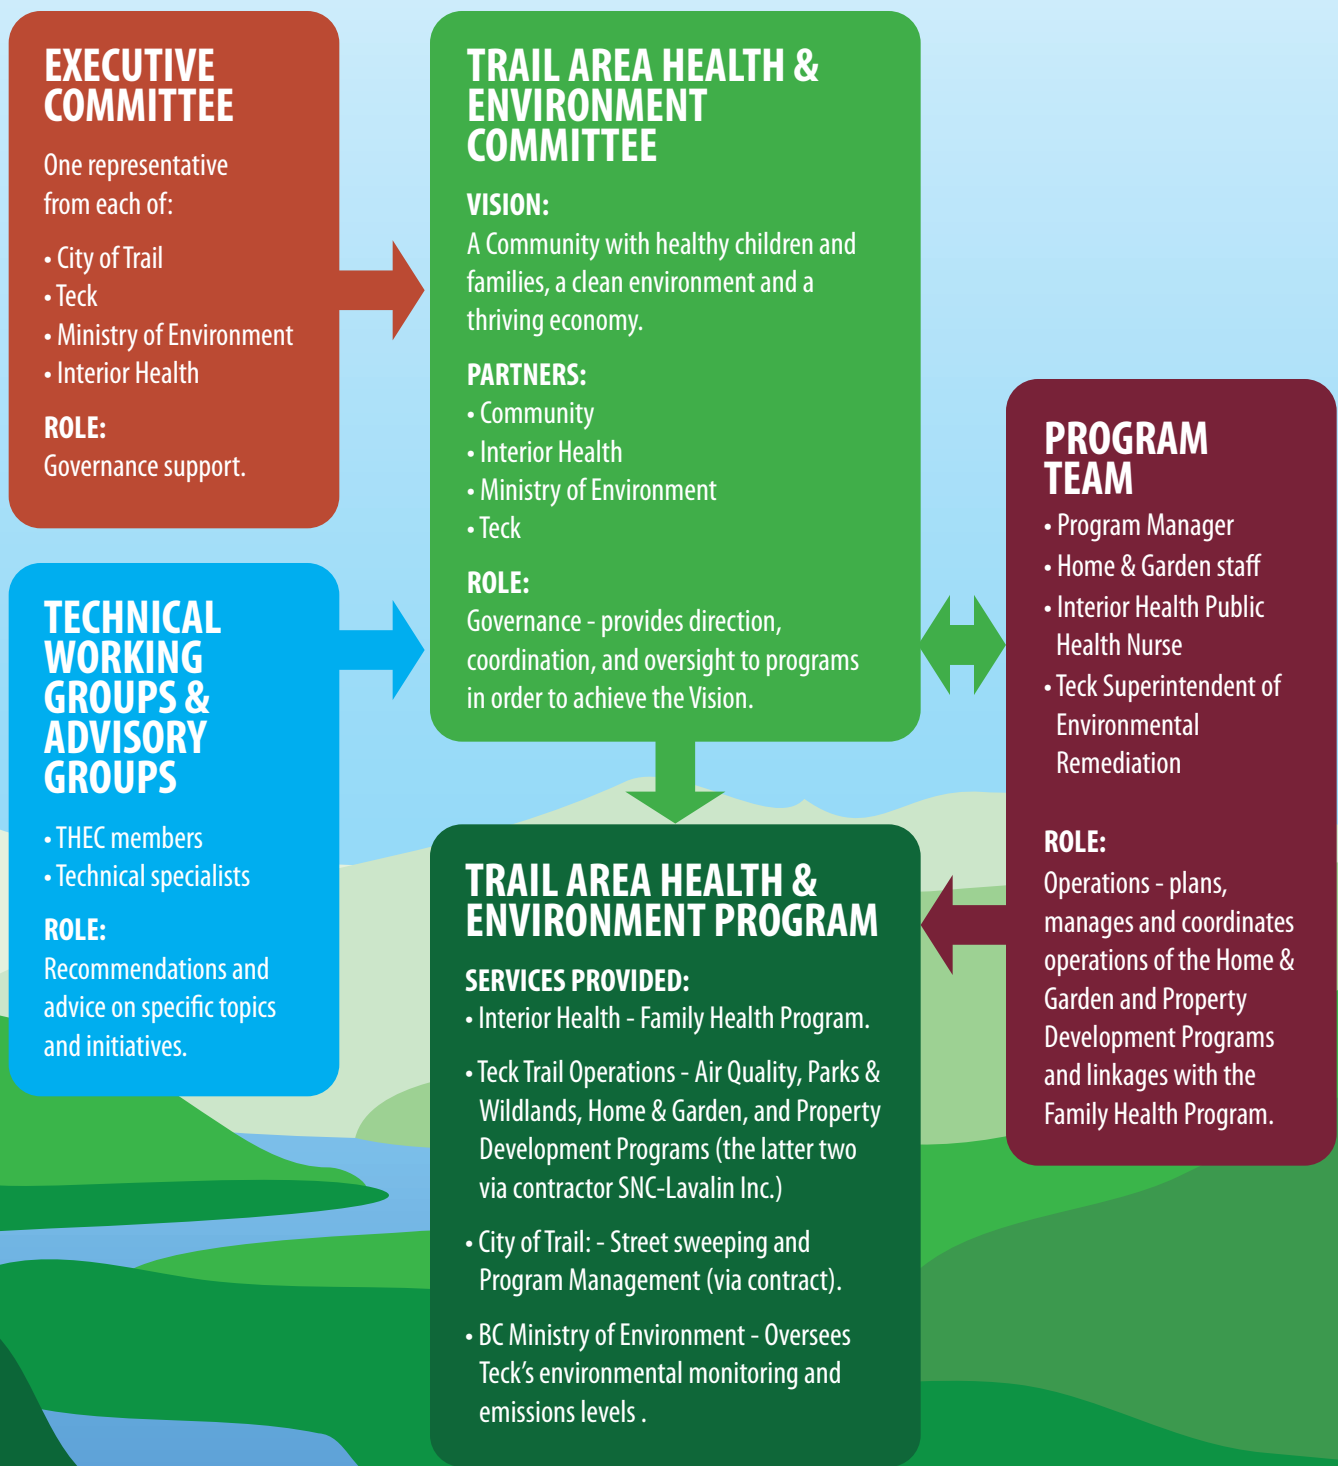 EXECUTIVE
COMMITTEE
One representative
from each of:
• City of Trail
• Teck
• Ministry of Environment
• Interior Health
ROLE:
Governance support.
TECHNICAL
WORKING
GROUPS &
ADVISORY
GROUPS
• THEC members
• Technical specialists
ROLE:
Recommendations and
advice on specific topics
and initiatives.
TRAIL AREA HEALTH &
ENVIRONMENT
COMMITTEE
VISION:
A Community with healthy children and
families, a clean environment and a
thriving economy.
PARTNERS:
• Community
• Interior Health
• Ministry of Environment
• Teck
ROLE:
Governance - provides direction,
coordination, and oversight to programs
in order to achieve the Vision.
TRAIL AREA HEALTH &
ENVIRONMENT PROGRAM
SERVICES PROVIDED:
• Interior Health - Family Health Program.
• Teck Trail Operations - Air Quality, Parks &
Wildlands, Home & Garden, and Property
Development Programs (the latter two
via contractor SNC-Lavalin Inc.)
• City of Trail: - Street sweeping and
Program Management (via contract).
• BC Ministry of Environment - Oversees
Teck's environmental monitoring and
emissions levels .
PROGRAM
TEAM
• Program Manager
• Home & Garden staff
• Interior Health Public
Health Nurse
• Teck Superintendent of
Environmental
Remediation
ROLE:
Operations - plans,
manages and coordinates
operations of the Home &
Garden and Property
Development Programs
and linkages with the
Family Health Program.